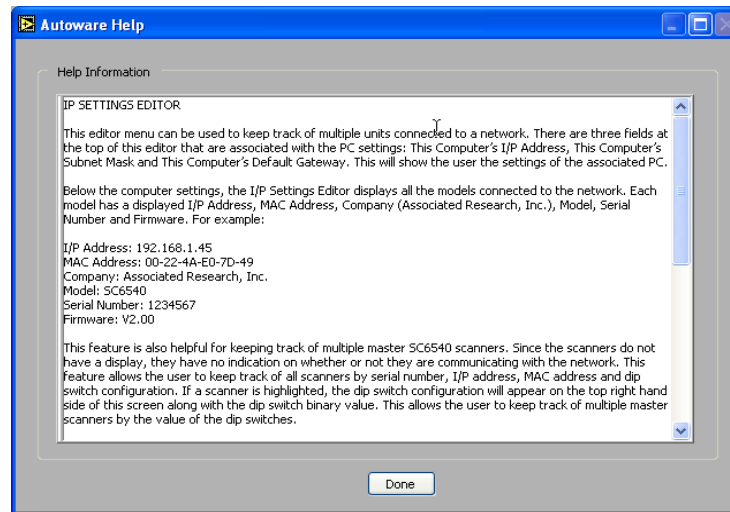 Autoware Help
Help Information
IP SETTINGS EDITOR
This editor menu can be used to keep track of multiple units connected to a network. There are three fields at
the top of this editor that are associated with the PC settings: This Computer's I/P Address, This Computer's
Subnet Mask and This Computer's Default Gateway. This will show the user the settings of the associated PC.
Below the computer settings, the I/P Settings Editor displays all the models connected to the network. Each
model has a displayed I/P Address, MAC Address, Company (Associated Research, Inc.), Model, Serial
Number and Firmware. For example:
I/P Address: 192.168.1.45
MAC Address: 00-22-4A-E0-7D-49
Company: Associated Research, Inc.
Model: SC6540
Serial Number: 1234567
Firmware: V2.00
This feature is also helpful for keeping track of multiple master SC6540 scanners. Since the scanners do not
have a display, they have no indication on whether or not they are communicating with the network. This
feature allows the user to keep track of all scanners by serial number, I/P address, MAC address and dip
switch configuration. If a scanner is highlighted, the dip switch configuration will appear on the top right hand
side of this screen along with the dip switch binary value. This allows the user to keep track of multiple master
scanners by the value of the dip switches.
Done